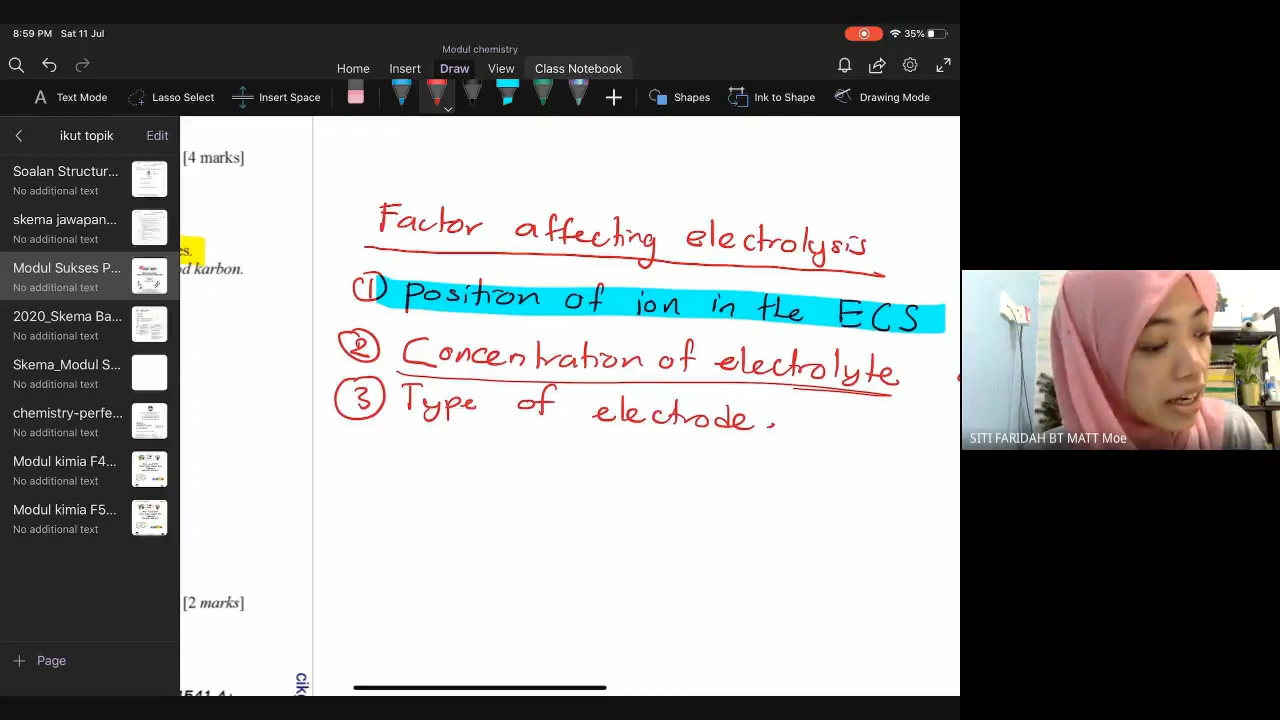 8:59 PM Sat 11 Jul
35%
Modul chemistry
Home Insert Draw View Class Notebook
Text Mode Lasso Select Insert Space Shapes Ink to Shape Drawing Mode
ikut topik Edit
Soalan Structur...
No additional text
skema jawapan...
No additional text
Modul Sukses P...
No additional text
2020_Skema Ba...
No additional text
Skema_Modul S...
No additional text
chemistry-perfe...
No additional text
Modul kimia F4...
No additional text
Modul kimia F5...
No additional text
Page
[4 marks]
es.
d karbon.
[2 marks]
cik
Factor affecting electrolysis
① position of ion in the ECS
② Concentration of electrolyte
③ Type of electrode.
SITI FARIDAH BT MATT Moe